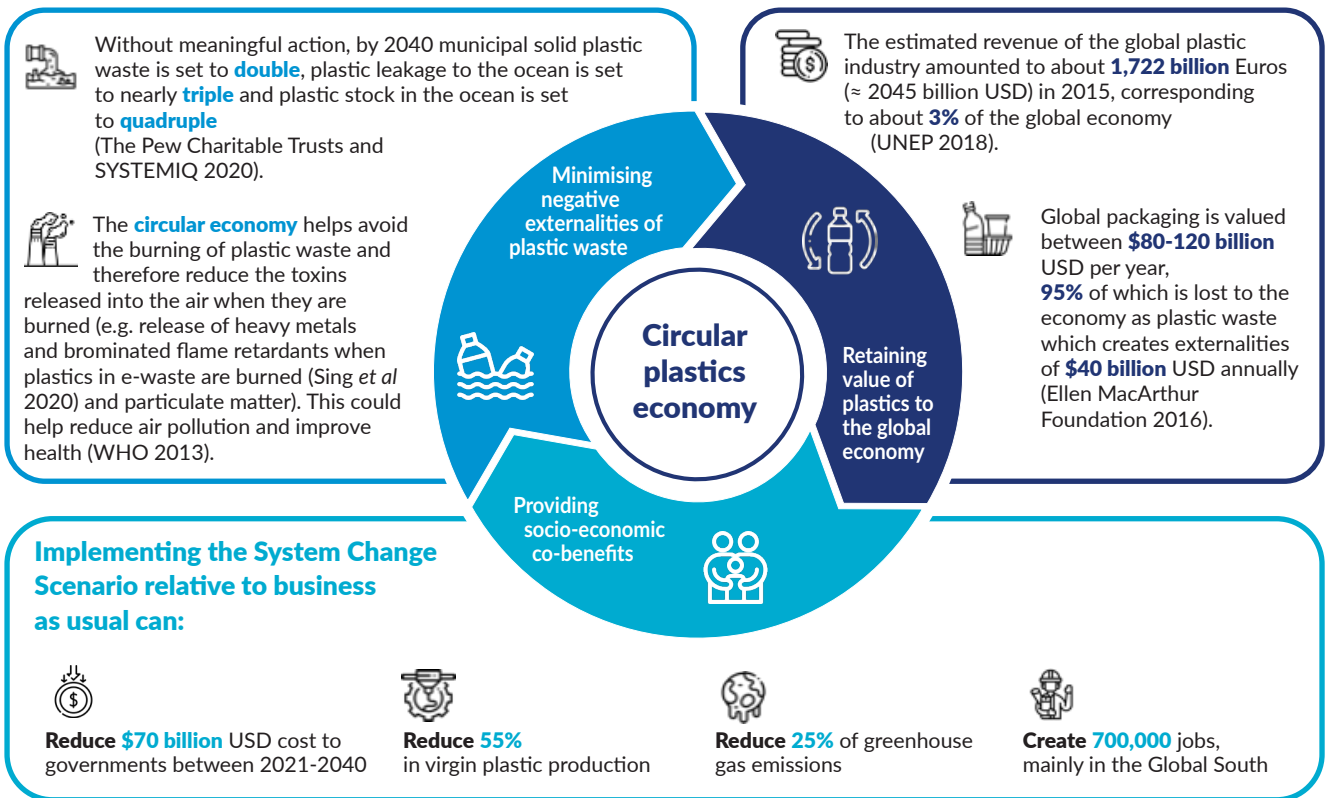 Without meaningful action, by 2040 municipal solid plastic
waste is set to double, plastic leakage to the ocean is set
to nearly triple and plastic stock in the ocean is set
to quadruple
(The Pew Charitable Trusts and
SYSTEMIQ 2020).
The circular economy helps avoid
the burning of plastic waste and
therefore reduce the toxins
released into the air when they are
burned (e.g. release of heavy metals
and brominated flame retardants when
plastics in e-waste are burned (Sing et al
2020) and particulate matter). This could
help reduce air pollution and improve
health (WHO 2013).
The estimated revenue of the global plastic
industry amounted to about 1,722 billion Euros
(≈ 2045 billion USD) in 2015, corresponding
to about 3% of the global economy
(UNEP 2018).
Global packaging is valued
between $80-120 billion
USD per year,
95% of which is lost to the
economy as plastic waste
which creates externalities
of $40 billion USD annually
(Ellen MacArthur
Foundation 2016).
Minimising
negative
externalities of
plastic waste
Circular
plastics
economy
Retaining
value of
plastics to
the global
economy
Providing
socio-economic
co-benefits
Implementing the System Change
Scenario relative to business
as usual can:
Reduce $70 billion USD cost to
governments between 2021-2040
Reduce 55%
in virgin plastic production
Reduce 25% of greenhouse
gas emissions
Create 700,000 jobs,
mainly in the Global South